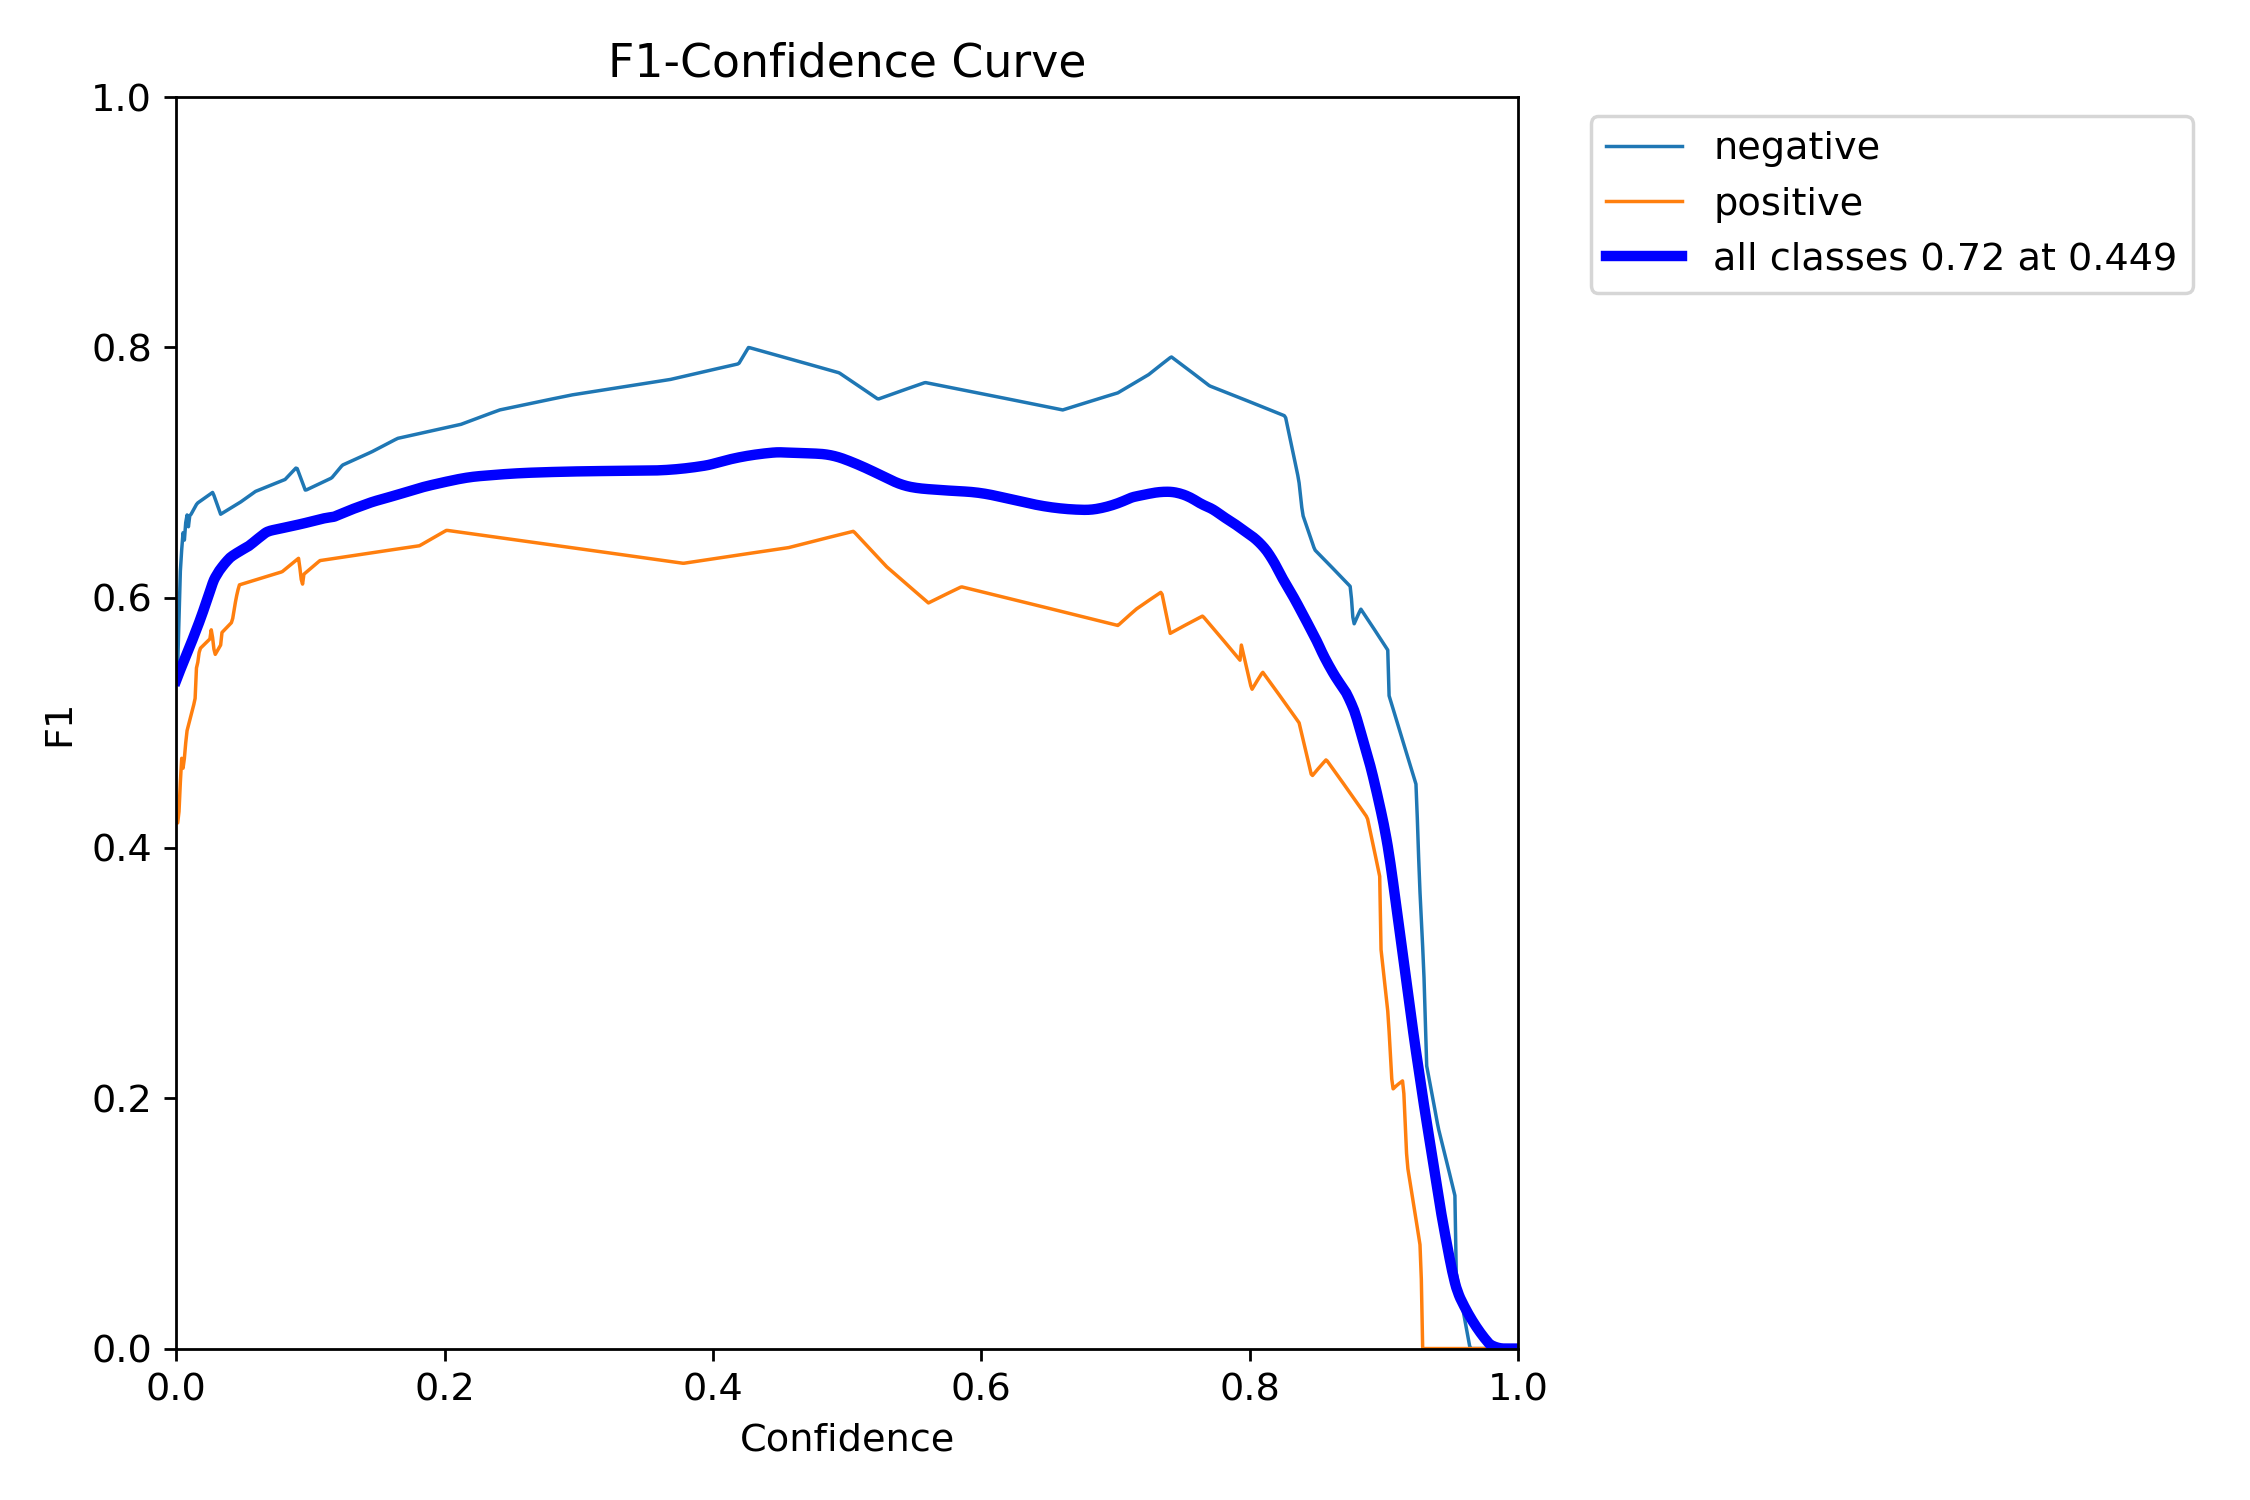 F1-Confidence Curve
negative
positive
all classes 0.72 at 0.449
1.0
0.8
0.6
0.4
0.2
0.0
F1
0.0 0.2 0.4 0.6 0.8 1.0
Confidence